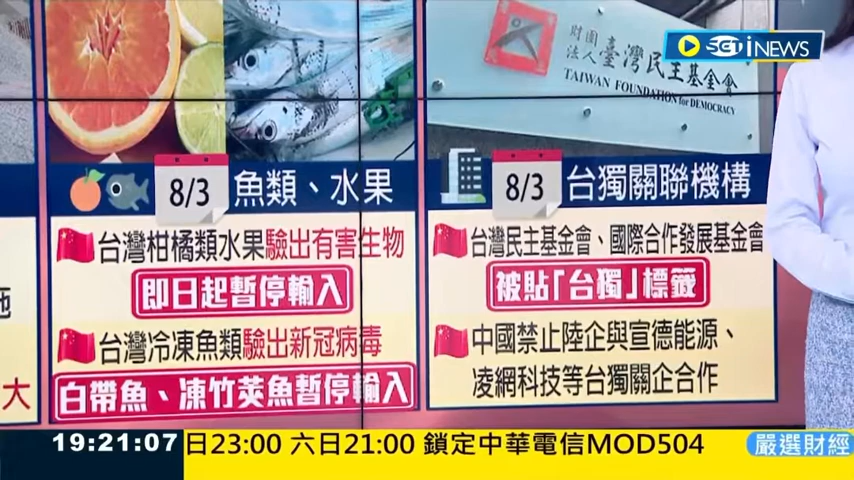 財團
法人臺灣民主基金會
TAIWAN FOUNDATION for DEMOCRACY
SETN iNEWS
8/3 魚類、水果
台灣柑橘類水果驗出有害生物
即日起暫停輸入
台灣冷凍魚類驗出新冠病毒
白帶魚、凍竹莢魚暫停輸入
8/3 台獨關聯機構
台灣民主基金會、國際合作發展基金會
被貼「台獨」標籤
中國禁止陸企與宣德能源、
凌網科技等台獨關企合作
大
19:21:07 日23:00 六日21:00 鎖定中華電信MOD504
嚴選財經